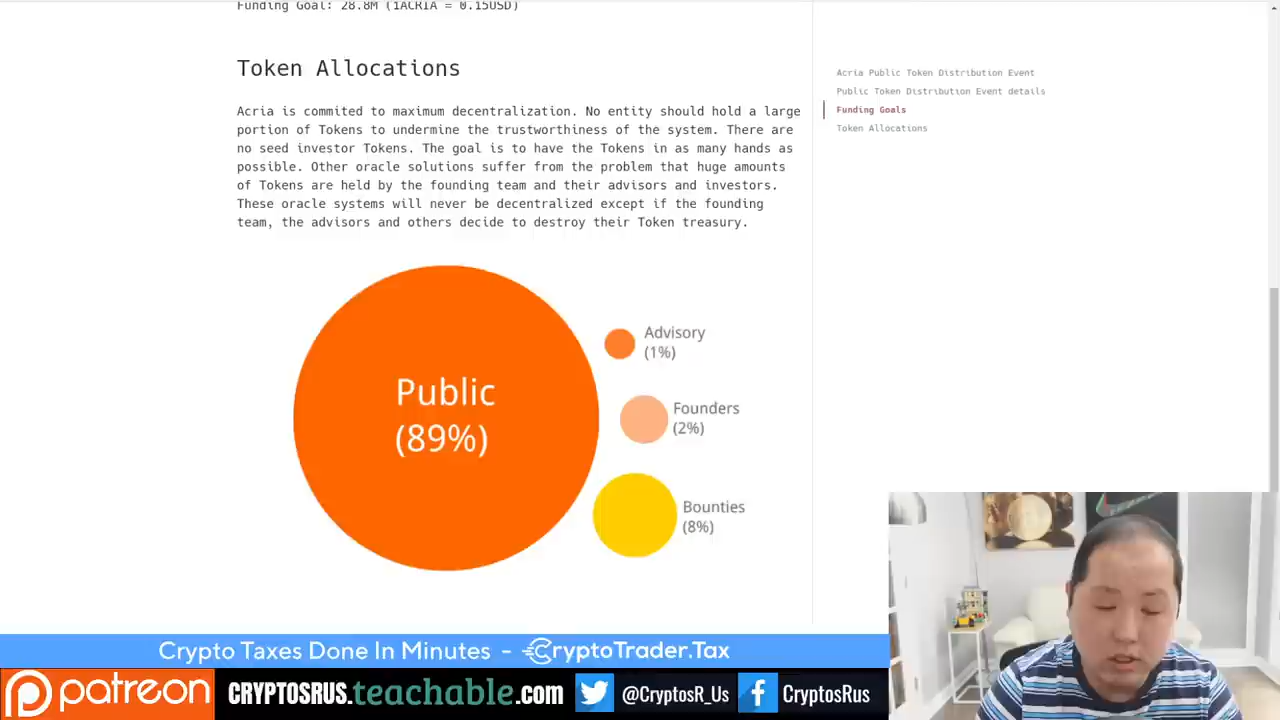 Funding Goal: 28.8M (1ACRIA = 0.15USD)
Token Allocations
Acria is commited to maximum decentralization. No entity should hold a large
portion of Tokens to undermine the trustworthiness of the system. There are
no seed investor Tokens. The goal is to have the Tokens in as many hands as
possible. Other oracle solutions suffer from the problem that huge amounts
of Tokens are held by the founding team and their advisors and investors.
These oracle systems will never be decentralized except if the founding
team, the advisors and others decide to destroy their Token treasury.
Public
(89%)
Advisory
(1%)
Founders
(2%)
Bounties
(8%)
Acria Public Token Distribution Event
Public Token Distribution Event details
Funding Goals
Token Allocations
Crypto Taxes Done In Minutes - CryptoTrader.Tax
patreon
CRYPTOSRUS.teachable.com
@CryptosR_Us
CryptosRus